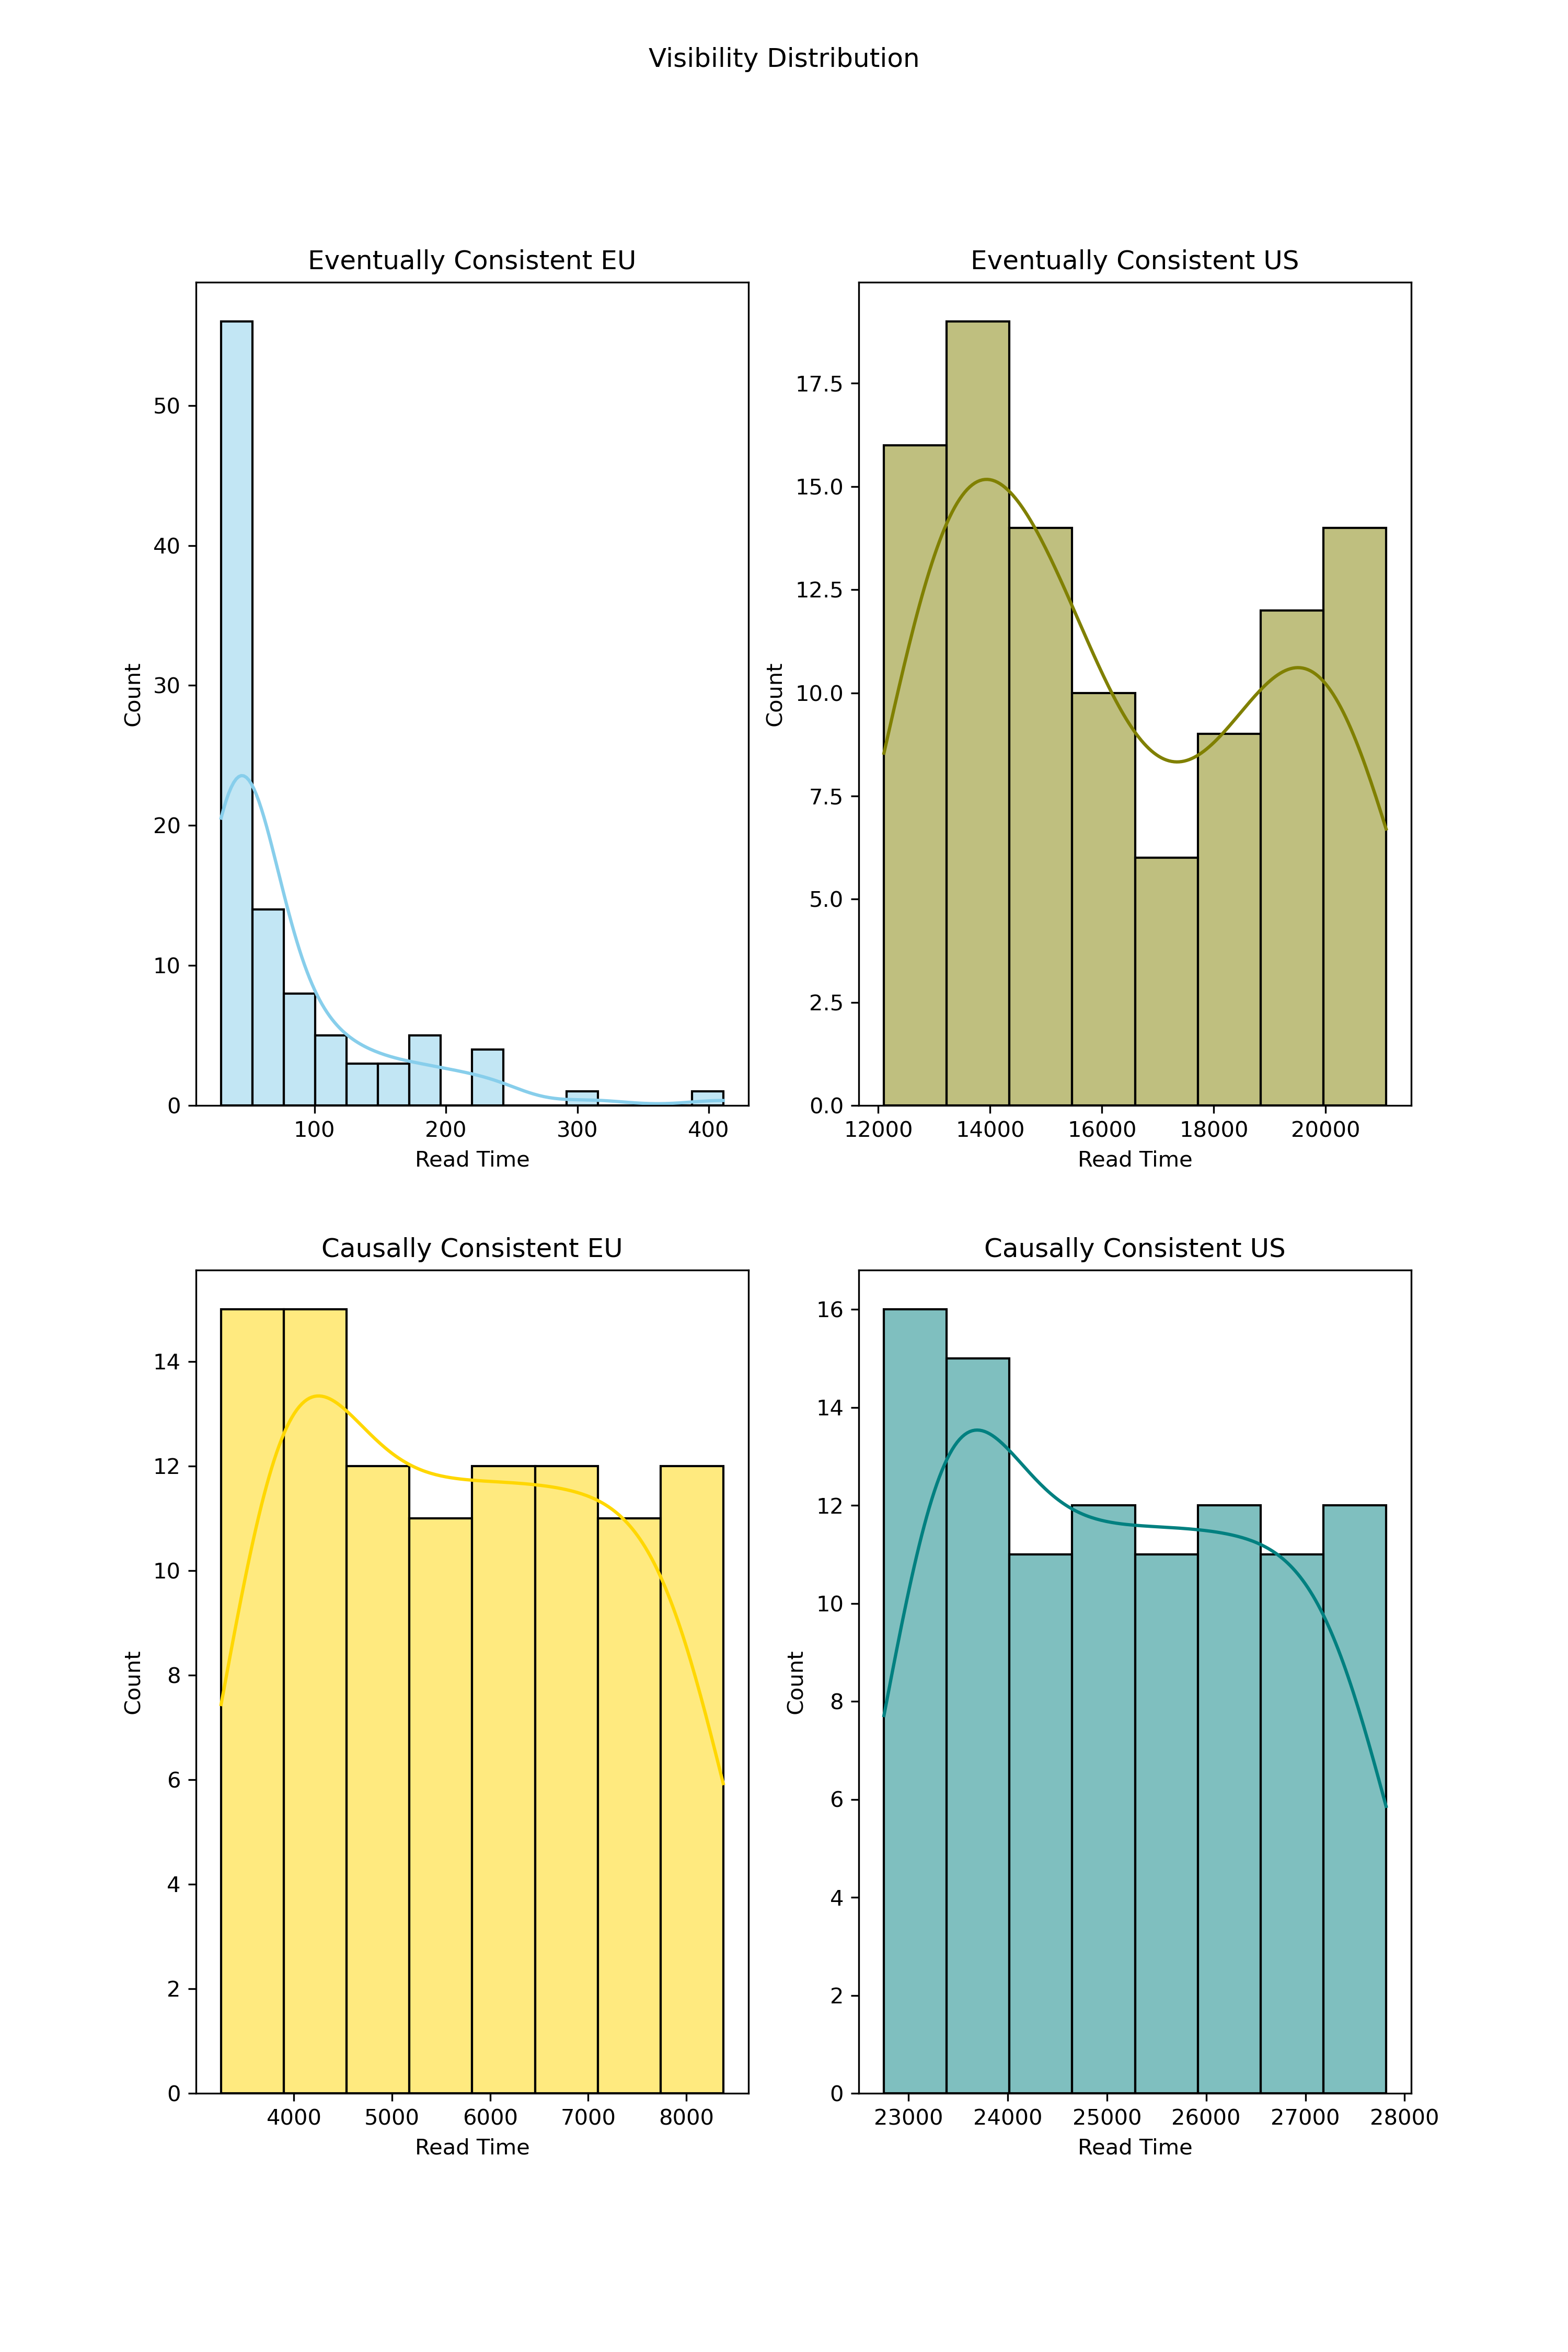 Visibility Distribution
Eventually Consistent EU
Eventually Consistent US
50
40
30
20
10
0
Count
100 200 300 400
Read Time
17.5
15.0
12.5
10.0
7.5
5.0
2.5
0.0
Count
12000 14000 16000 18000 20000
Read Time
Causally Consistent EU
Causally Consistent US
14
12
10
8
6
4
2
0
Count
4000 5000 6000 7000 8000
Read Time
16
14
12
10
8
6
4
2
0
Count
23000 24000 25000 26000 27000 28000
Read Time